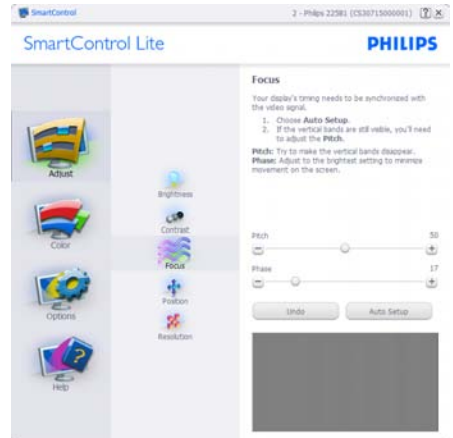 SmartControl
2 - Philips 225B1 (CS30715000001)
SmartControl Lite
PHILIPS
Adjust
Color
Options
Help
Brightness
Contrast
Focus
Position
Resolution
Focus
Your display's timing needs to be synchronized with
the video signal.
1. Choose Auto Setup.
2. If the vertical bands are still visible, you'll need
to adjust the Pitch.
Pitch: Try to make the vertical bands disappear.
Phase: Adjust to the brightest setting to minimize
movement on the screen.
Pitch 50
Phase 17
Undo Auto Setup